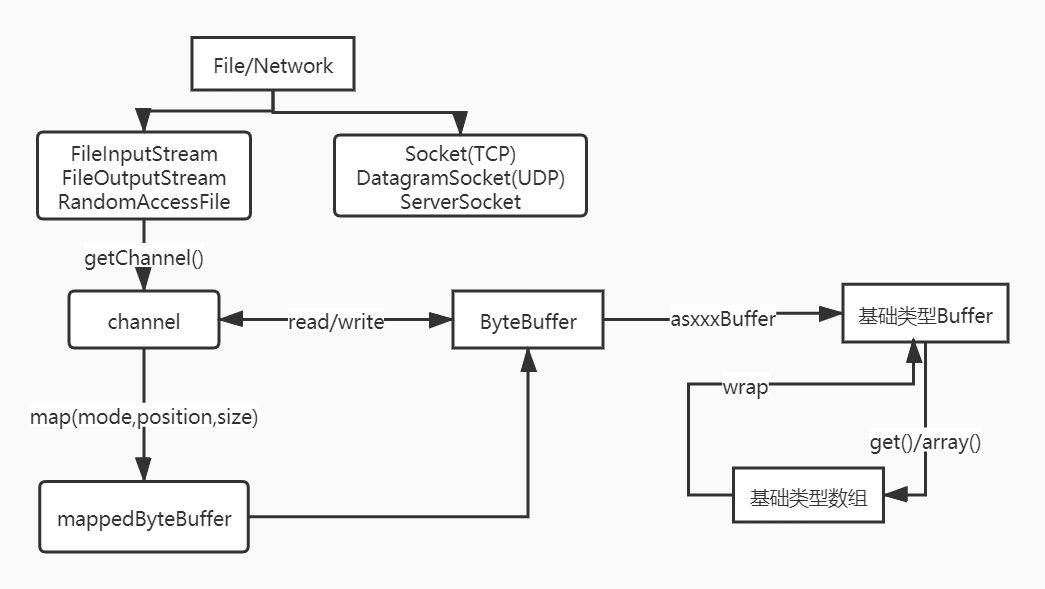 File/Network
FileInputStream
FileOutputStream
RandomAccessFile
Socket(TCP)
DatagramSocket(UDP)
ServerSocket
getChannel()
channel
read/write
ByteBuffer
asxxxBuffer
基础类型Buffer
wrap
map(mode,position,size)
get()/array()
mappedByteBuffer
基础类型数组